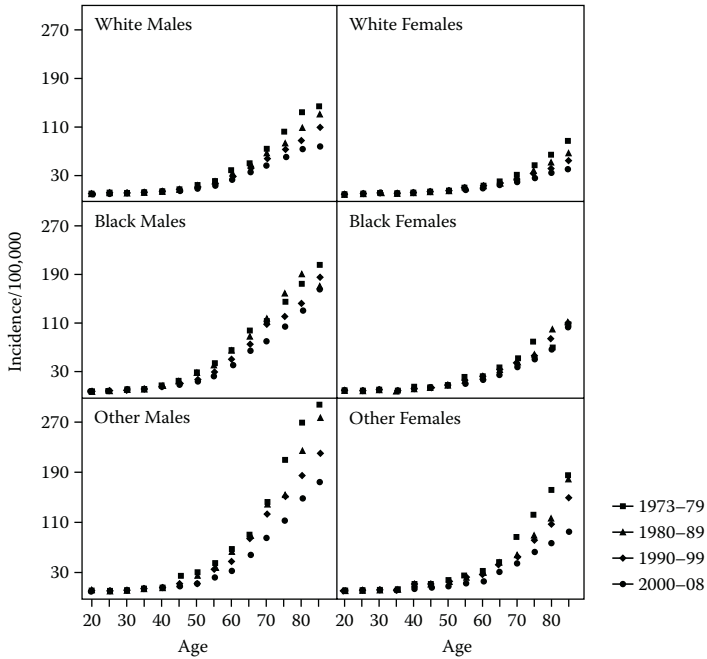 White Males
White Females
270
190
110
30
Black Males
Black Females
270
190
110
30
Incidence/100,000
Other Males
Other Females
270
190
110
30
20 30 40 50 60 70 80
20 30 40 50 60 70 80
Age
Age
1973–79
1980–89
1990–99
2000–08